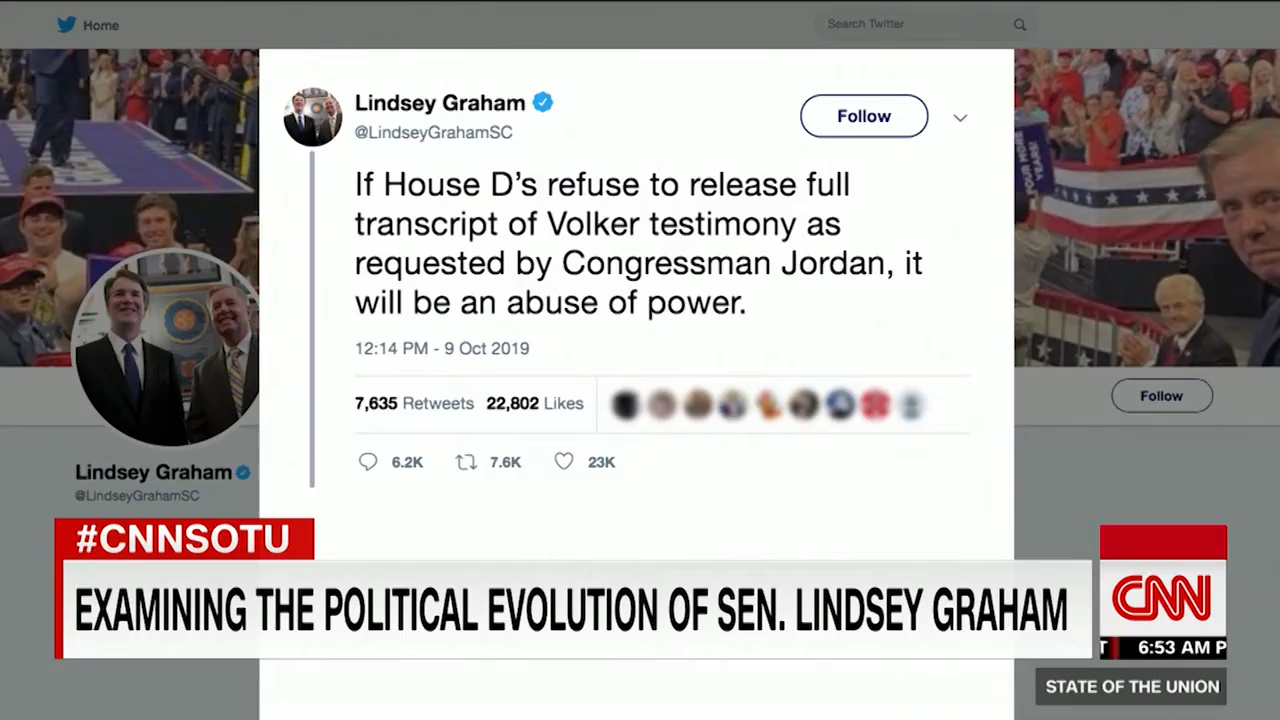 Home
Search Twitter
Lindsey Graham
@LindseyGrahamSC
Follow
If House D’s refuse to release full
transcript of Volker testimony as
requested by Congressman Jordan, it
will be an abuse of power.
12:14 PM - 9 Oct 2019
7,635 Retweets 22,802 Likes
6.2K 7.6K 23K
FOUR MORE
YEARS!
Follow
Lindsey Graham
@LindseyGrahamSC
#CNNSOTU
EXAMINING THE POLITICAL EVOLUTION OF SEN. LINDSEY GRAHAM
CNN
T 6:53 AM P
STATE OF THE UNION